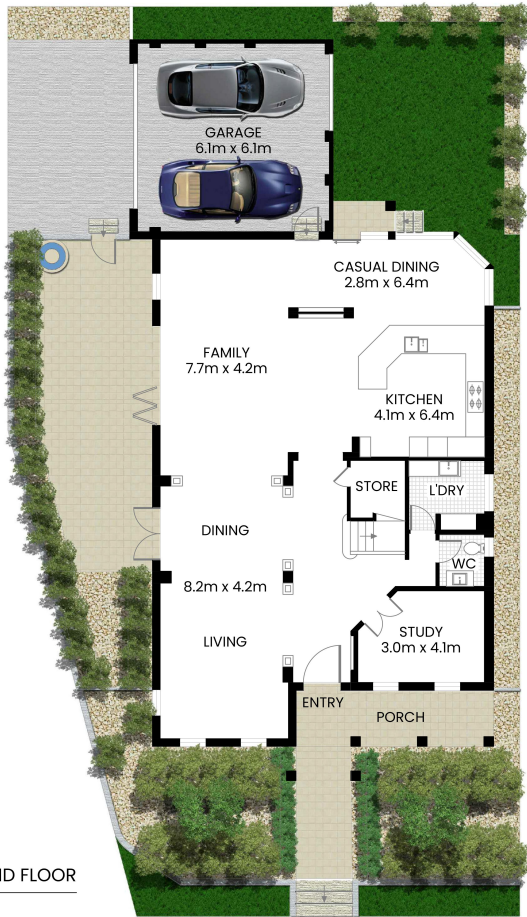 GARAGE
6.1m x 6.1m
CASUAL DINING
2.8m x 6.4m
FAMILY
7.7m x 4.2m
KITCHEN
4.1m x 6.4m
STORE
L'DRY
DINING
WC
8.2m x 4.2m
STUDY
3.0m x 4.1m
LIVING
ENTRY
PORCH
ID FLOOR